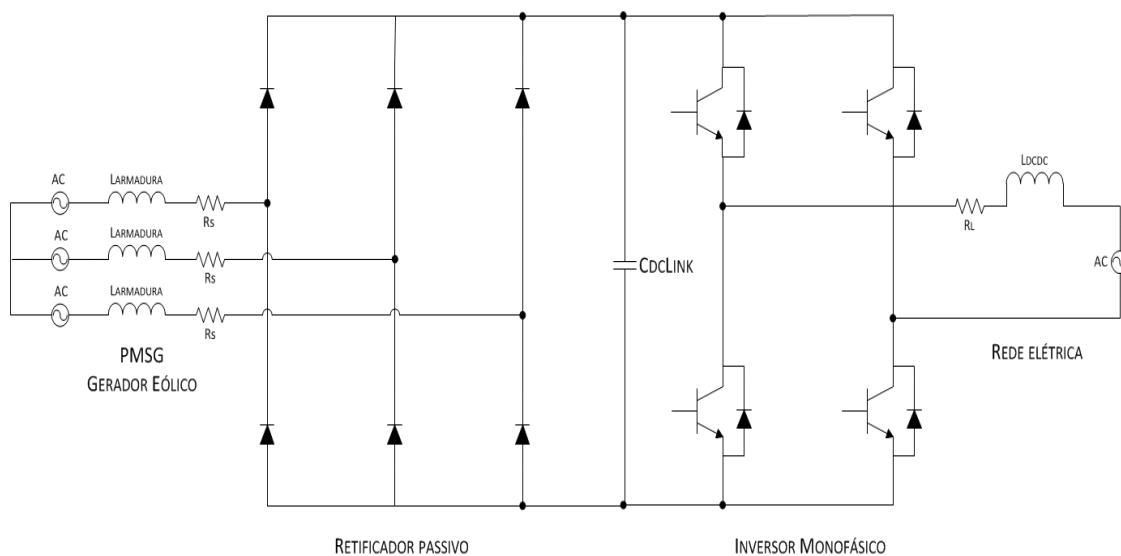 AC
LARMADURA
RS
AC
LARMADURA
RS
AC
LARMADURA
RS
PMSG
GERADOR EÓLICO
RETIFICADOR PASSIVO
CDCLINK
INVERSOR MONOFÁSICO
LDCDC
RL
AC
REDE ELÉTRICA